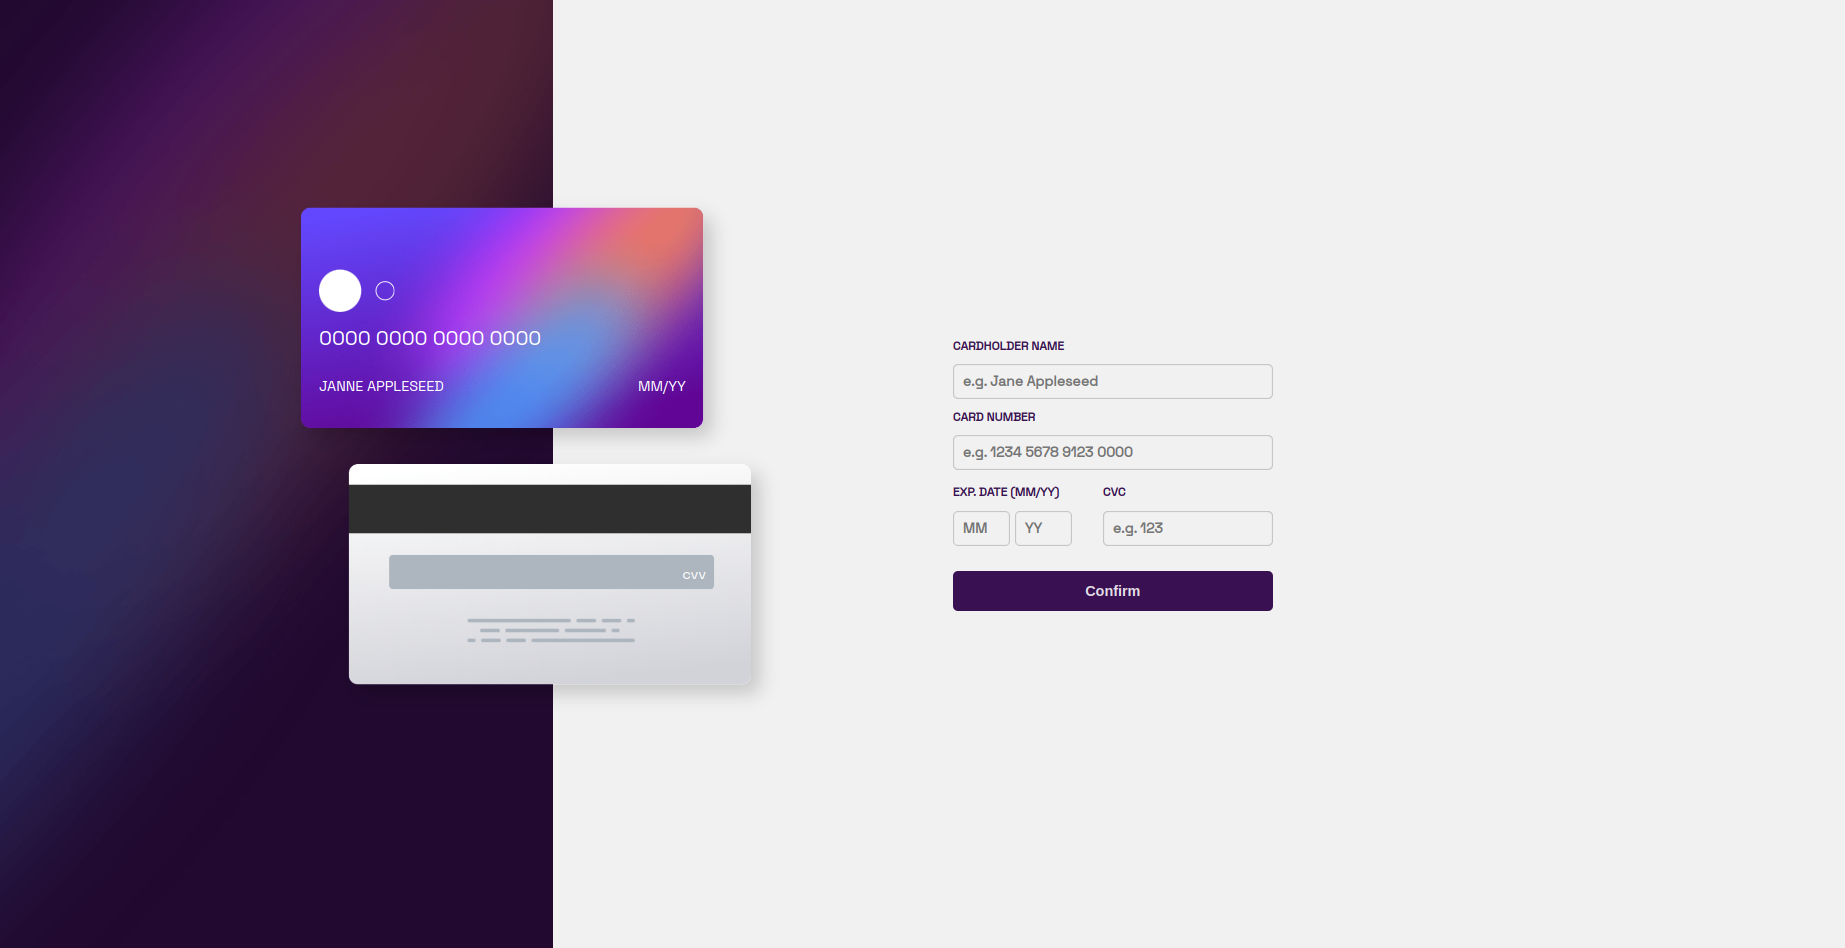 0000 0000 0000 0000
JANNE APPLESEED MM/YY
CVV
CARDHOLDER NAME
e.g. Jane Appleseed
CARD NUMBER
e.g. 1234 5678 9123 0000
EXP. DATE (MM/YY) CVC
MM YY e.g. 123
Confirm